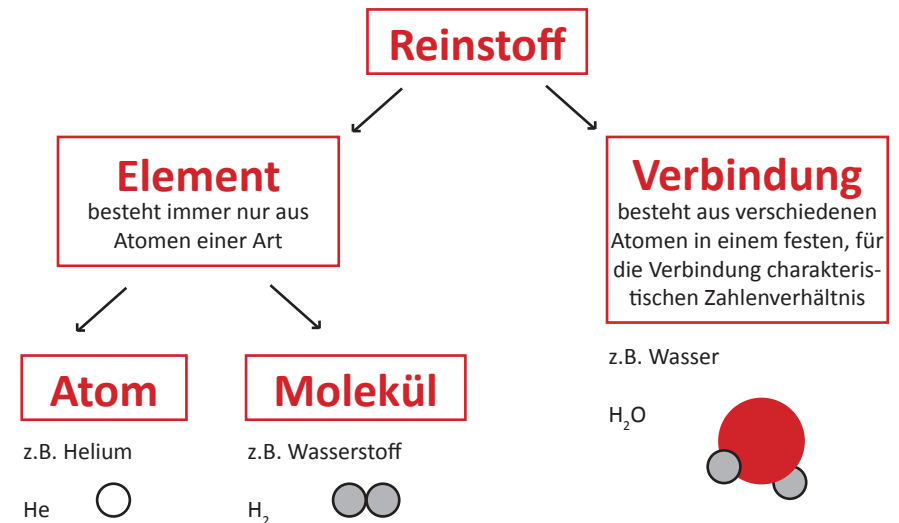 Reinstoff
Element
besteht immer nur aus
Atomen einer Art
Verbindung
besteht aus verschiedenen
Atomen in einem festen, für
die Verbindung charakteris-
tischen Zahlenverhältnis
Atom
z.B. Helium
He
Molekül
z.B. Wasserstoff
H₂
z.B. Wasser
H₂O